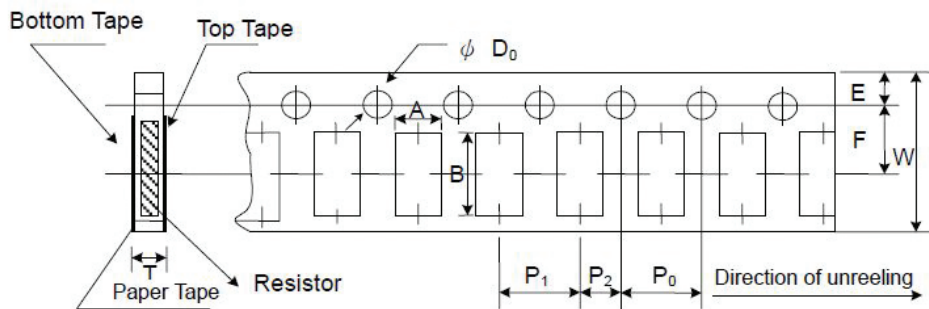 Bottom Tape
Top Tape
ψ D₀
E
A
F
W
B
T
Paper Tape
Resistor
P₁
P₂
P₀
Direction of unreeling